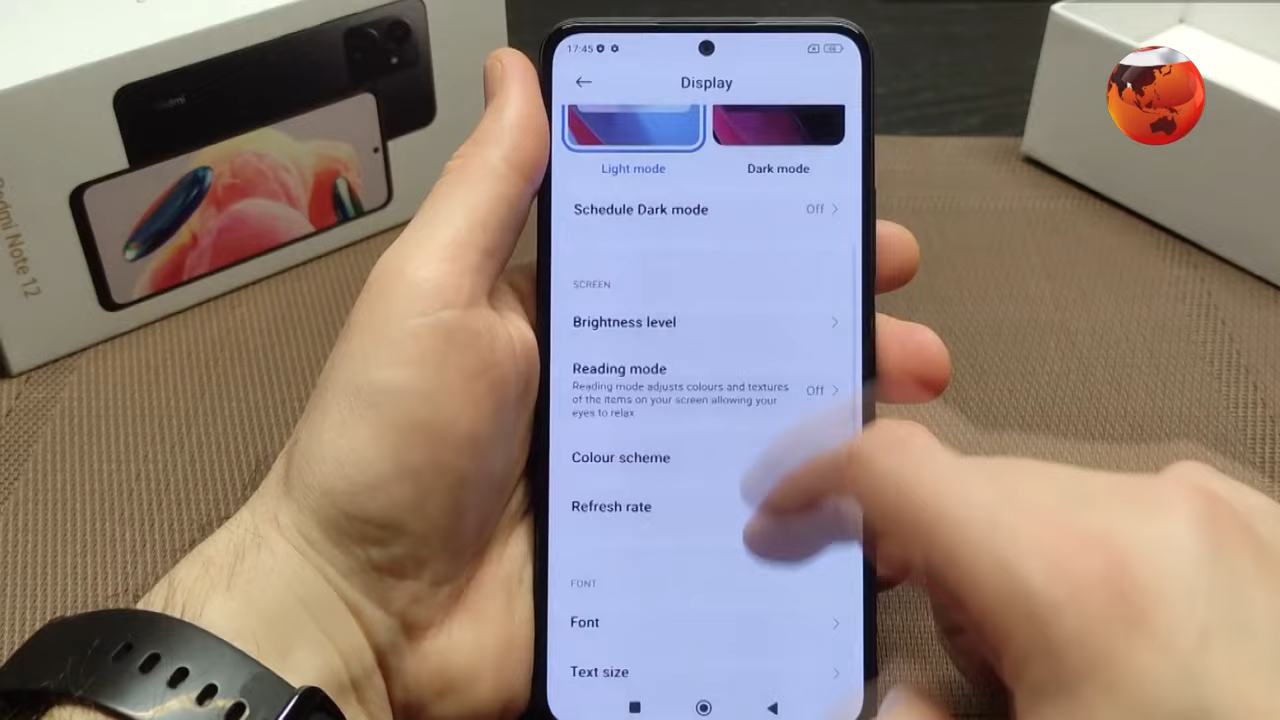 Redmi
Redmi Note 12
17:45
Display
Light mode
Dark mode
Schedule Dark mode
Off
SCREEN
Brightness level
Reading mode
Reading mode adjusts colours and textures
of the items on your screen allowing your
eyes to relax
Off
Colour scheme
Refresh rate
FONT
Font
Text size